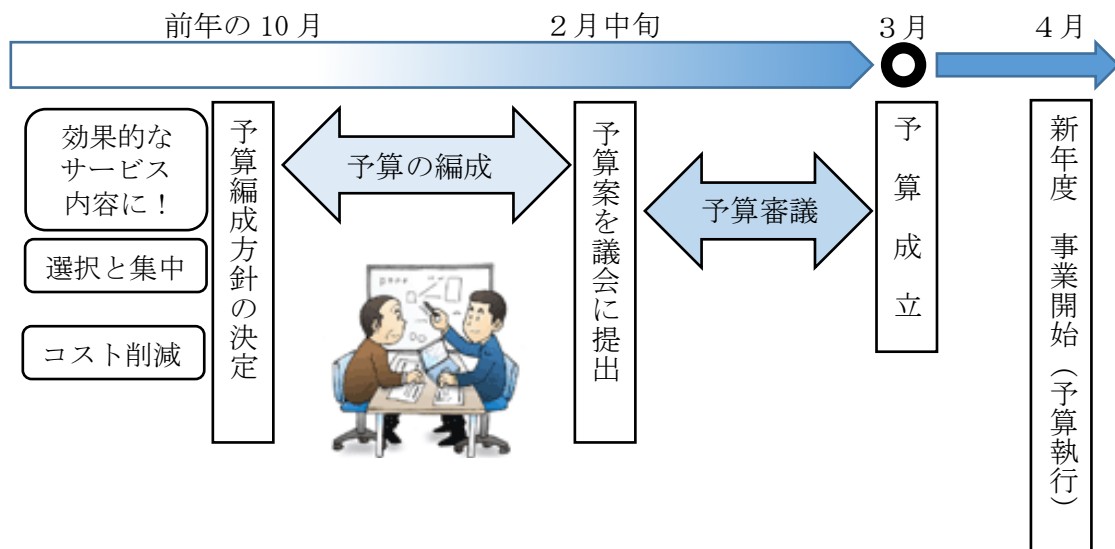 前年の 10 月
２月中旬
３月
４月
効果的な
サービス
内容に！
選択と集中
コスト削減
予算編成方針の決定
予算の編成
予算案を議会に提出
予算審議
予算成立
新年度　事業開始（予算執行）